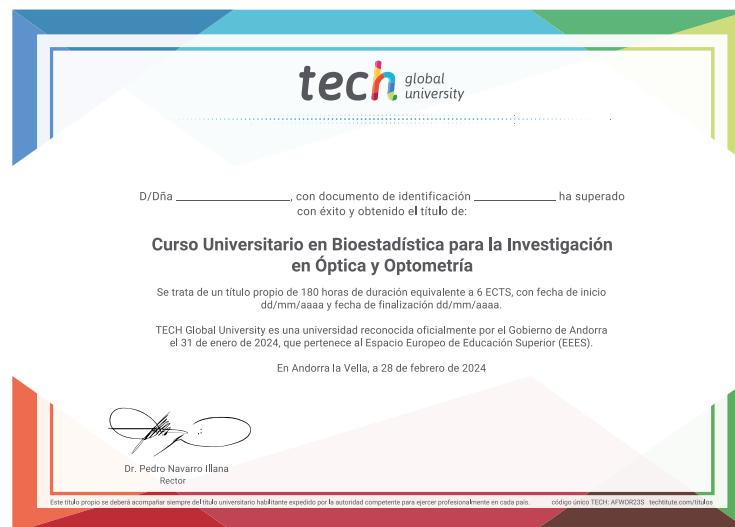 tech global university
D/Dña ______________, con documento de identificación __________ ha superado
con éxito y obtenido el título de:
Curso Universitario en Bioestadística para la Investigación
en Óptica y Optometría
Se trata de un título propio de 180 horas de duración equivalente a 6 ECTS, con fecha de inicio
dd/mm/aaaa y fecha de finalización dd/mm/aaaa.
TECH Global University es una universidad reconocida oficialmente por el Gobierno de Andorra
el 31 de enero de 2024, que pertenece al Espacio Europeo de Educación Superior (EEES).
En Andorra la Vella, a 28 de febrero de 2024
Dr. Pedro Navarro Illana
Rector
Este título propio se deberá acompañar siempre del título universitario habilitante expedido por la autoridad competente para ejercer profesionalmente en cada país. código único TECH: AFWOR23S techtitute.com/titulos